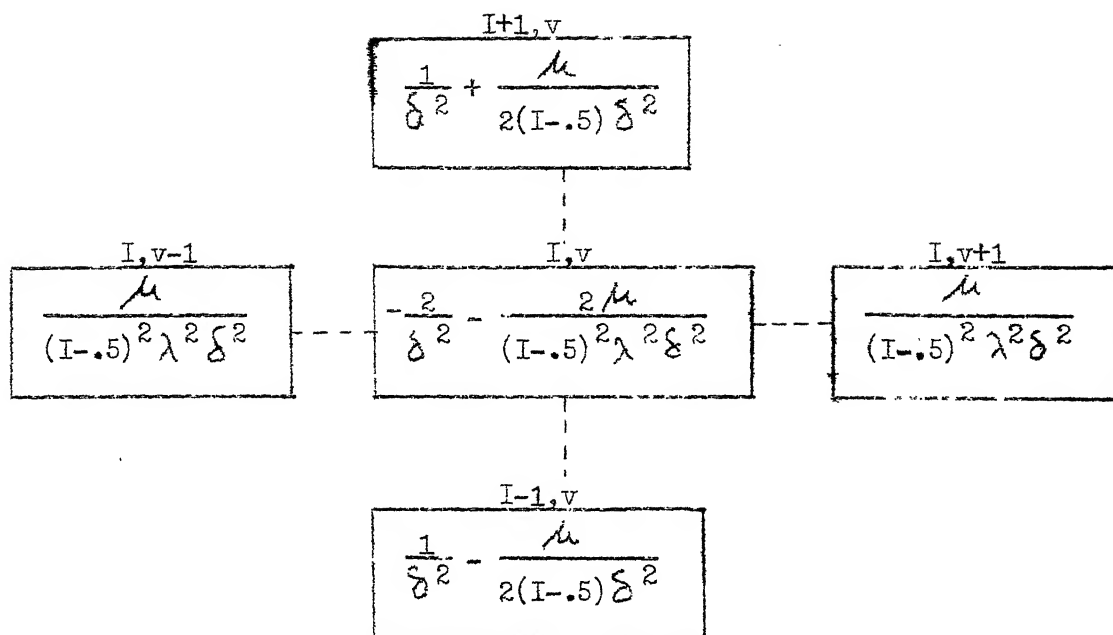 I+1,v
1/δ² + μ/(2(I-.5)δ²)
I,v-1
μ/((I-.5)²λ²δ²)
I,v
-2/δ² - 2μ/((I-.5)²λ²δ²)
I,v+1
μ/((I-.5)²λ²δ²)
I-1,v
1/δ² - μ/(2(I-.5)δ²)